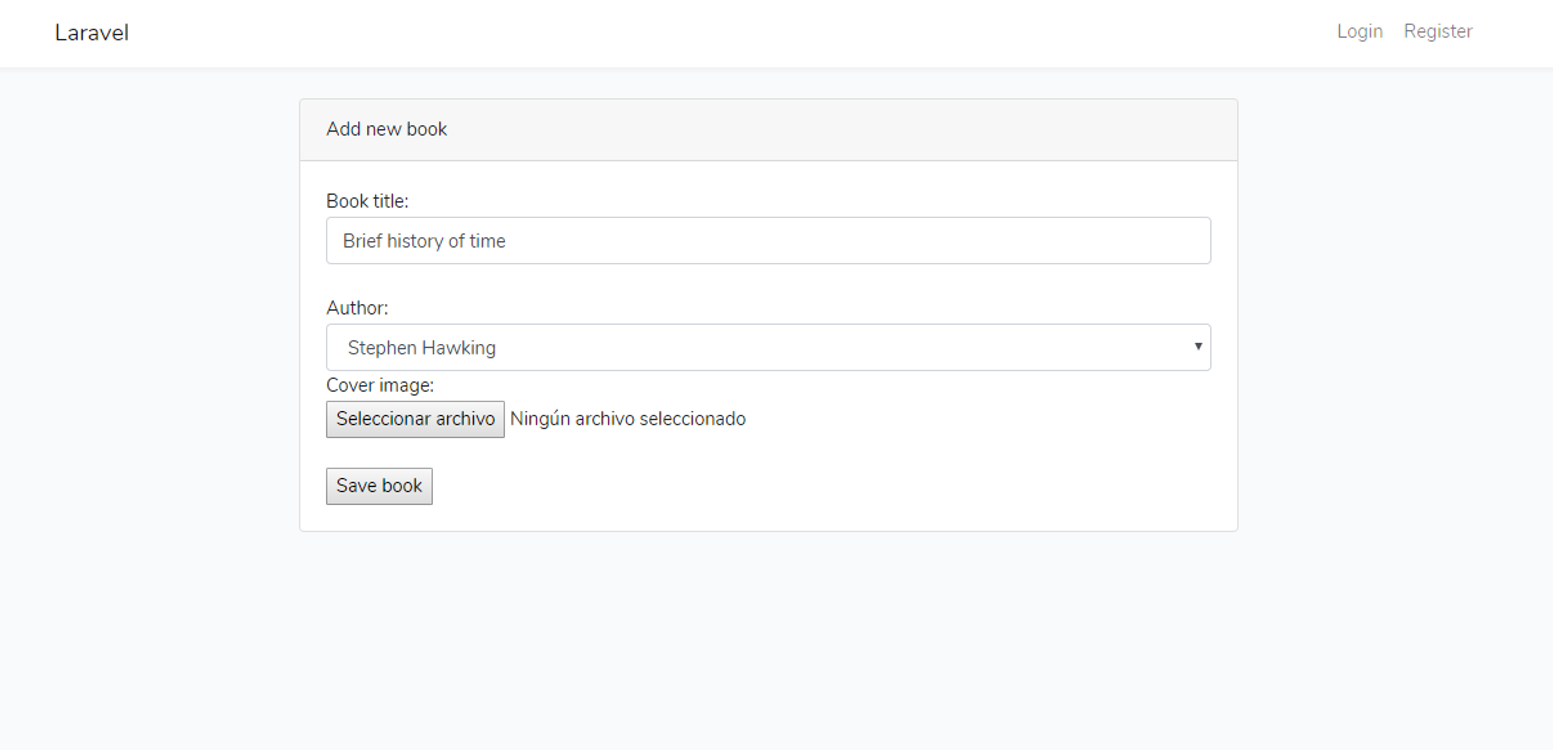 Laravel
Login Register
Add new book
Book title:
Brief history of time
Author:
Stephen Hawking
Cover image:
Seleccionar archivo Ningún archivo seleccionado
Save book